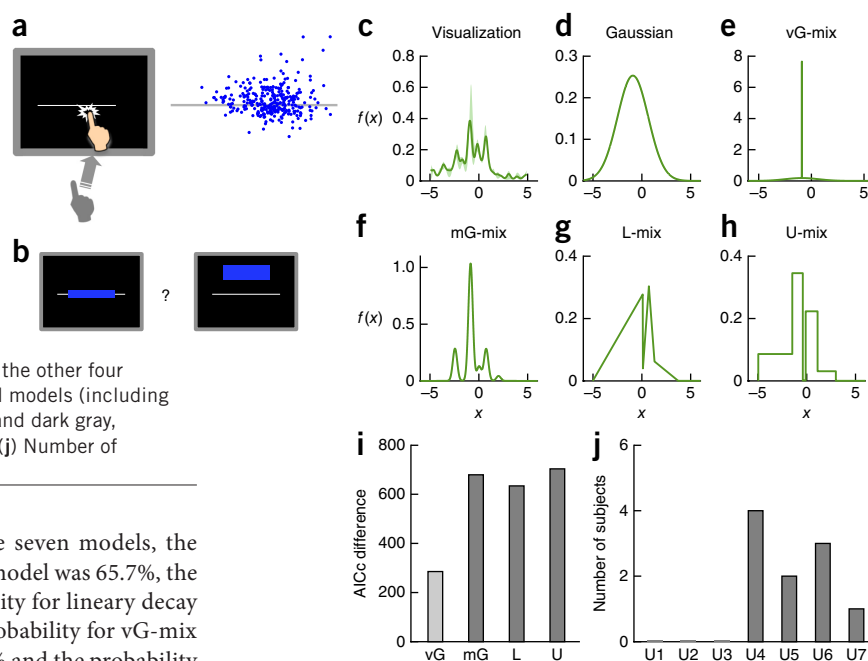 a
b
?
c
Visualization
0.8
0.6
0.4
0.2
0
f(x)
–5 0 5
d
Gaussian
0.3
0.2
0.1
0
–5 0 5
e
vG-mix
8
6
4
2
0
–5 0 5
f
mG-mix
1.0
0.5
0
f(x)
–5 0 5
x
g
L-mix
0.4
0.2
0
–5 0 5
x
h
U-mix
0.4
0.2
0
–5 0 5
x
the other four
l models (including
and dark gray,
(j) Number of
e seven models, the
model was 65.7%, the
ity for lineary decay
obability for vG-mix
% and the probability
i
800
600
400
200
0
AICc difference
vG mG L U
j
6
4
2
0
Number of subjects
U1 U2 U3 U4 U5 U6 U7